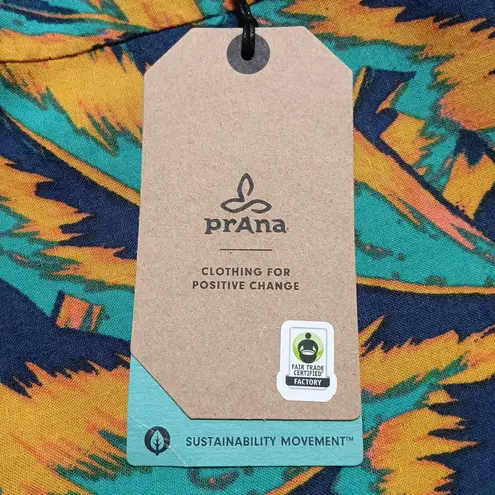 prAna
CLOTHING FOR
POSITIVE CHANGE
FAIR TRADE
CERTIFIED
FACTORY
SUSTAINABILITY MOVEMENT™